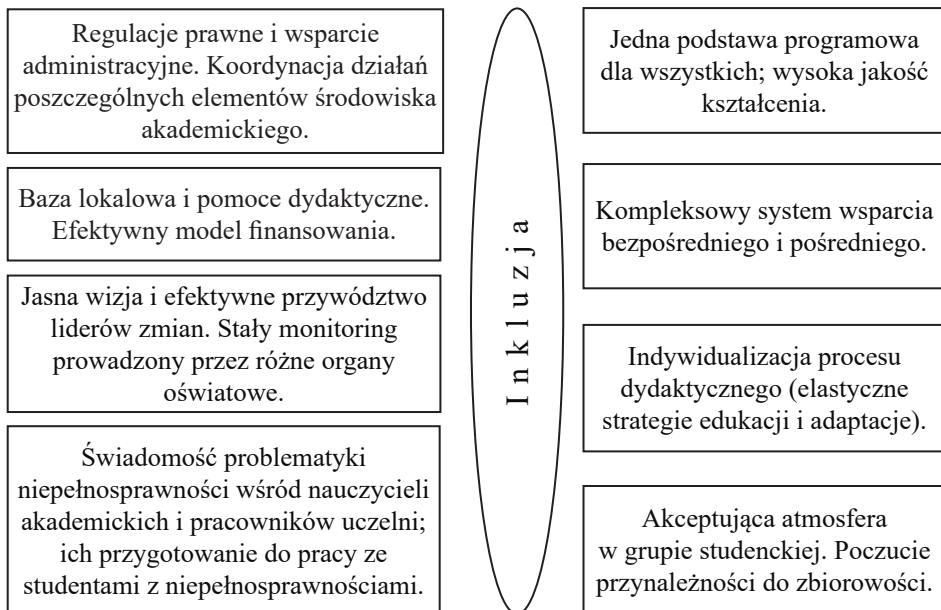 Regulacje prawne i wsparcie
administracyjne. Koordynacja działań
poszczególnych elementów środowiska
akademickiego.
Baza lokalowa i pomoce dydaktyczne.
Efektywny model finansowania.
Jasna wizja i efektywne przywództwo
liderów zmian. Stały monitoring
prowadzony przez różne organy
oświatowe.
Świadomość problematyki
niepełnosprawności wśród nauczycieli
akademickich i pracowników uczelni;
ich przygotowanie do pracy ze
studentami z niepełnosprawnościami.
Inkluzja
Jedna podstawa programowa
dla wszystkich; wysoka jakość
kształcenia.
Kompleksowy system wsparcia
bezpośredniego i pośredniego.
Indywidualizacja procesu
dydaktycznego (elastyczne
strategie edukacji i adaptacje).
Akceptująca atmosfera
w grupie studenckiej. Poczucie
przynależności do zbiorowości.